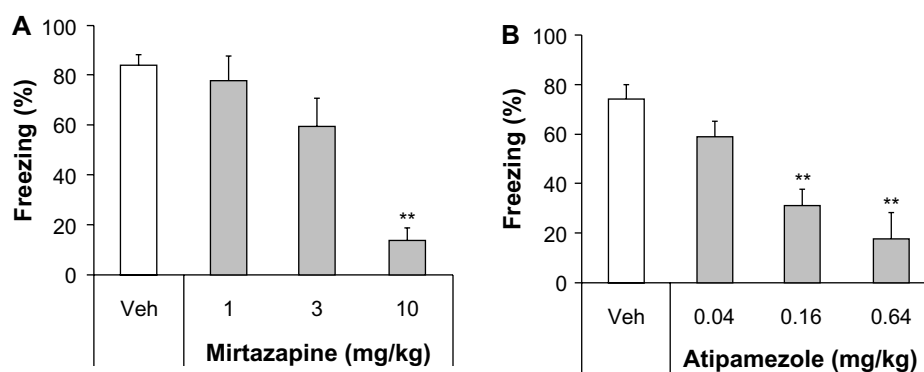 A
Freezing (%)
100
80
60
40
20
0
**
Veh
1
3
10
Mirtazapine (mg/kg)
B
Freezing (%)
100
80
60
40
20
0
**
**
Veh
0.04
0.16
0.64
Atipamezole (mg/kg)